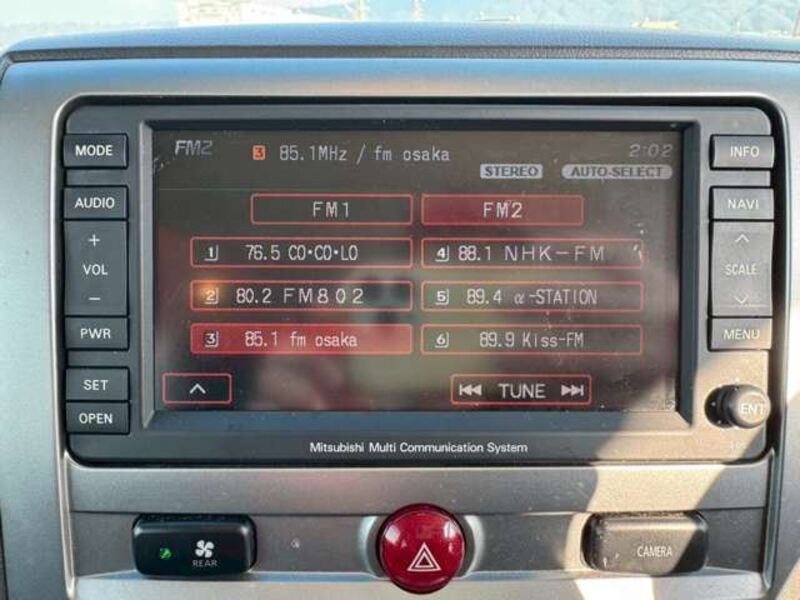 MODE
FM2
3 85.1MHz / fm osaka
2:02
INFO
STEREO
AUTO-SELECT
AUDIO
FM1
FM2
NAVI
+
VOL
−
1 76.5 CO·CO·LO
4 88.1 NHK-FM
SCALE
2 80.2 FM802
5 89.4 α-STATION
PWR
3 85.1 fm osaka
6 89.9 Kiss-FM
MENU
SET
TUNE
OPEN
ENT
Mitsubishi Multi Communication System
REAR
CAMERA